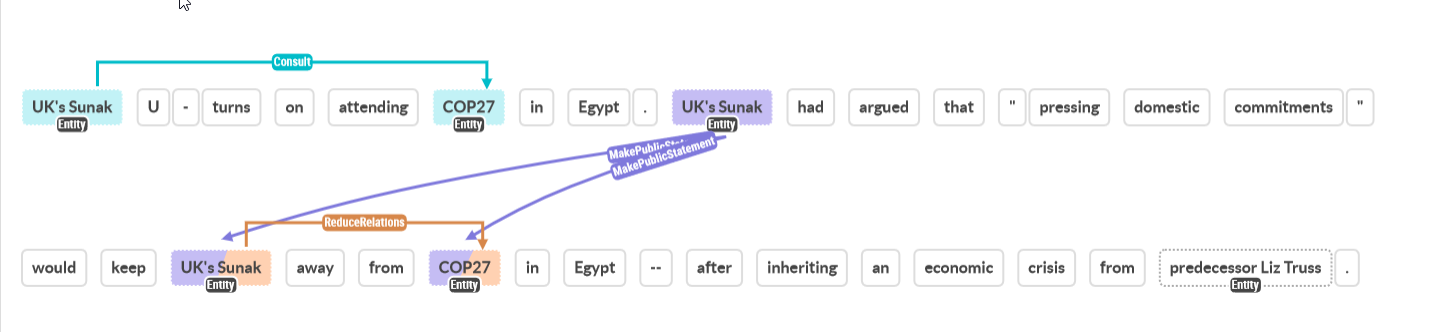 Consult
UK's Sunak U - turns on attending COP27 in Egypt . UK's Sunak had argued that " pressing domestic commitments "
Entity Entity Entity
MakePublicStat
MakePublicStatement
ReduceRelations
would keep UK's Sunak away from COP27 in Egypt -- after inheriting an economic crisis from predecessor Liz Truss .
Entity Entity Entity